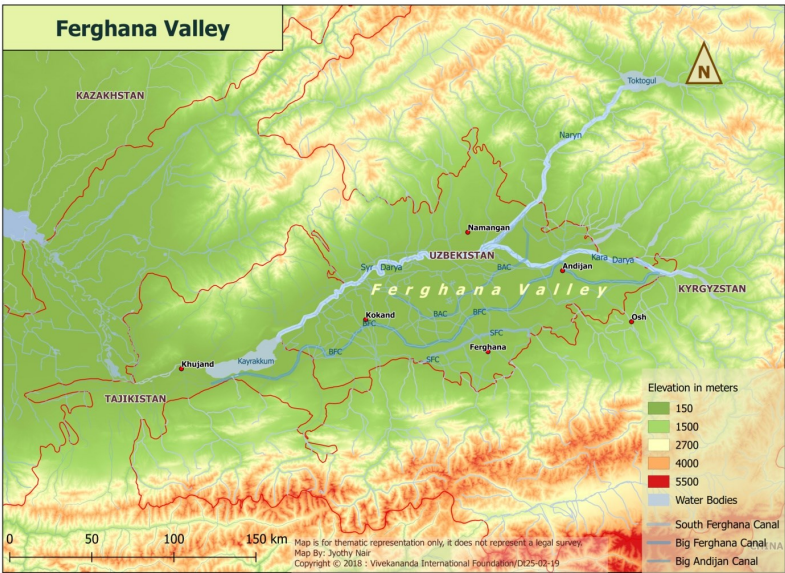 Ferghana Valley
N
Toktogul
KAZAKHSTAN
Naryn
Namangan
UZBEKISTAN
Syr Darya
Kara Darya
BAC
Andijan
KYRGYZSTAN
Ferghana Valley
Kokand
BFC
BAC
BFC
Osh
SFC
Ferghana
BFC
SFC
Kayrakkum
Khujand
TAJIKISTAN
Elevation in meters
150
1500
2700
4000
5500
Water Bodies
South Ferghana Canal
Big Ferghana Canal
Big Andijan Canal
CHINA
0 50 100 150 km
Map is for thematic representation only, it does not represent a legal survey.
Map By: Jyothy Nair
Copyright © 2018 : Vivekananda International Foundation/Dt25-02-19